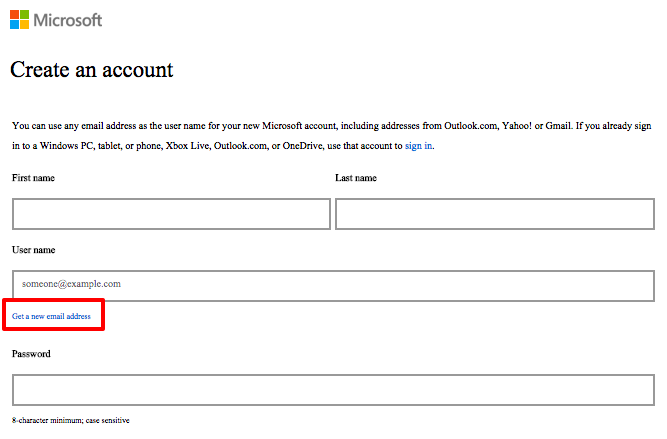 Microsoft
Create an account
You can use any email address as the user name for your new Microsoft account, including addresses from Outlook.com, Yahoo! or Gmail. If you already sign
in to a Windows PC, tablet, or phone, Xbox Live, Outlook.com, or OneDrive, use that account to sign in.
First name Last name
User name
someone@example.com
Get a new email address
Password
8-character minimum; case sensitive